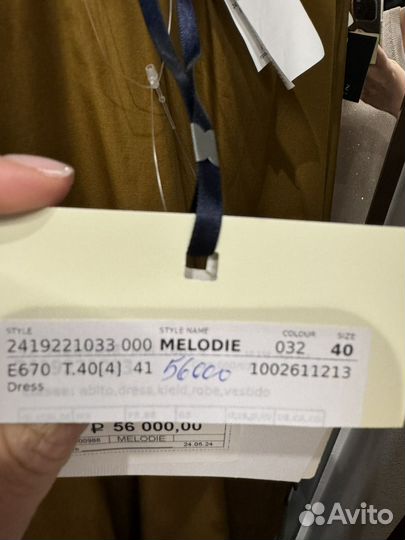 STYLE STYLE NAME COLOUR SIZE
2419221033 000 MELODIE 032 40
E670 T.40(4) 41 56000 1002611213
Dress
abito,dress,kleid,robe,vestido
₽ 56 000,00
00988 MELODIE 24.05.24
Avito